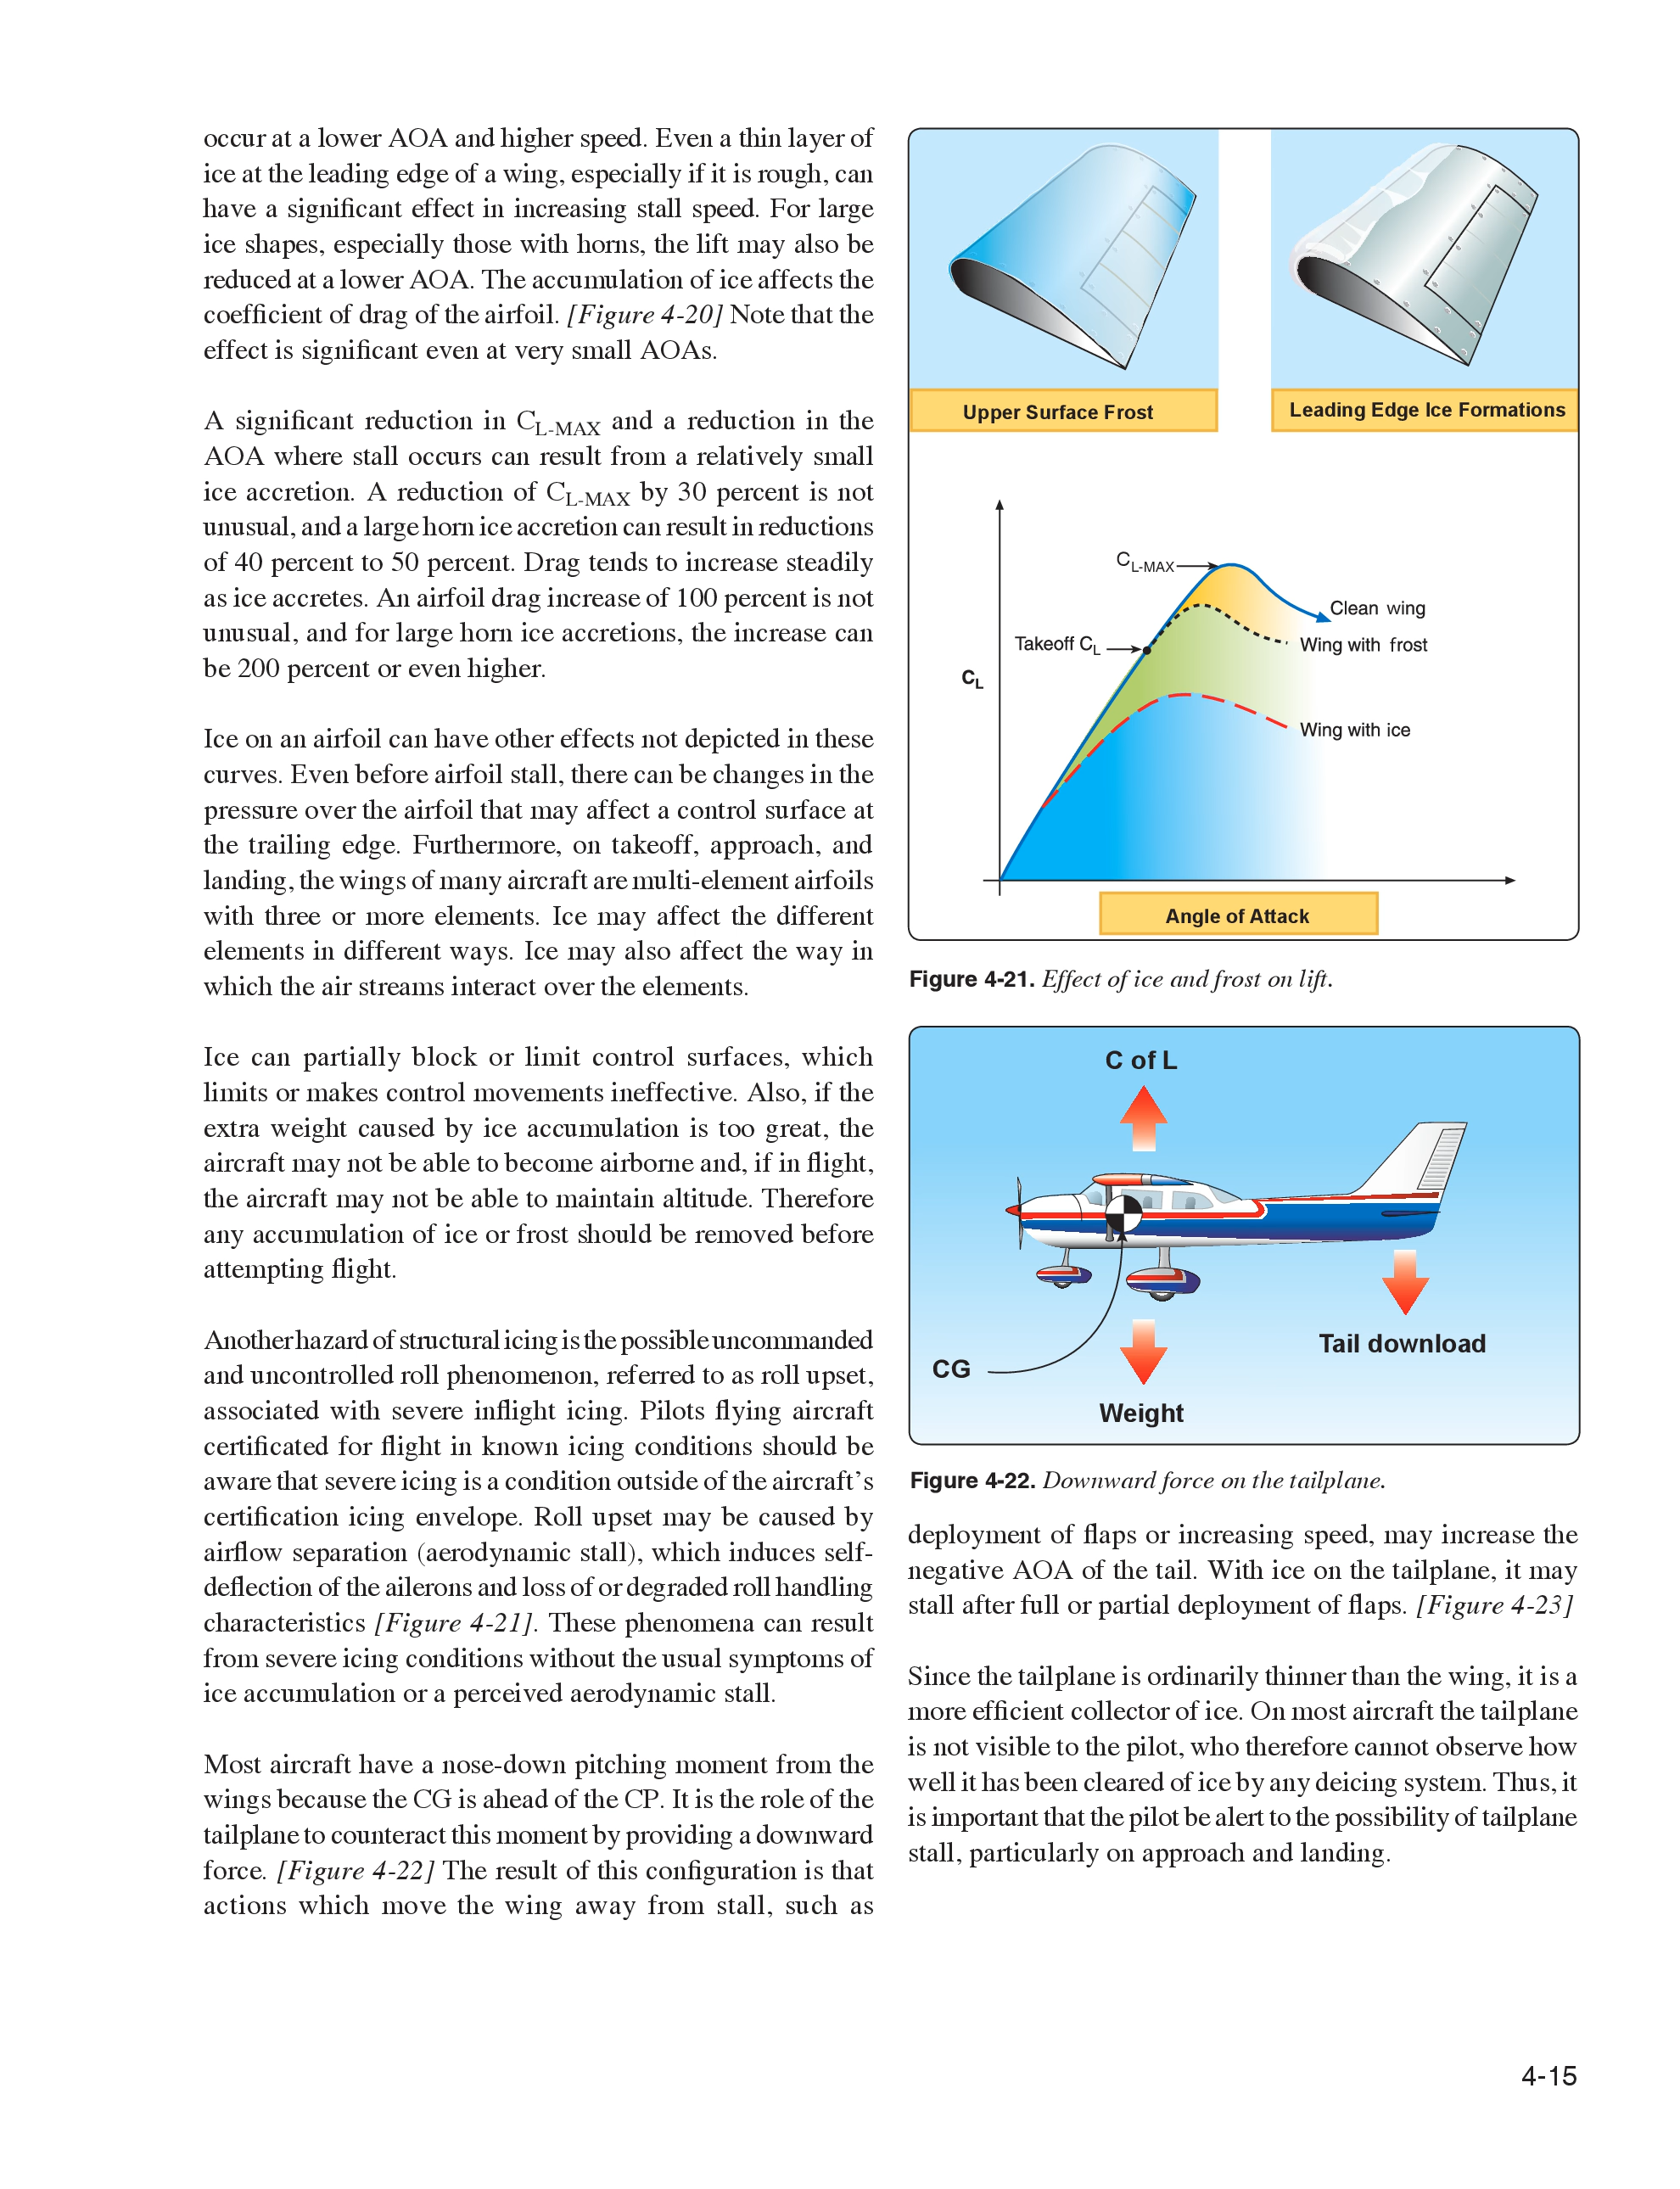 occur at a lower AOA and higher speed. Even a thin layer of
ice at the leading edge of a wing, especially if it is rough, can
have a significant effect in increasing stall speed. For large
ice shapes, especially those with horns, the lift may also be
reduced at a lower AOA. The accumulation of ice affects the
coefficient of drag of the airfoil. [Figure 4-20] Note that the
effect is significant even at very small AOAs.
A significant reduction in CL-MAX and a reduction in the
AOA where stall occurs can result from a relatively small
ice accretion. A reduction of CL-MAX by 30 percent is not
unusual, and a large horn ice accretion can result in reductions
of 40 percent to 50 percent. Drag tends to increase steadily
as ice accretes. An airfoil drag increase of 100 percent is not
unusual, and for large horn ice accretions, the increase can
be 200 percent or even higher.
Ice on an airfoil can have other effects not depicted in these
curves. Even before airfoil stall, there can be changes in the
pressure over the airfoil that may affect a control surface at
the trailing edge. Furthermore, on takeoff, approach, and
landing, the wings of many aircraft are multi-element airfoils
with three or more elements. Ice may affect the different
elements in different ways. Ice may also affect the way in
which the air streams interact over the elements.
Ice can partially block or limit control surfaces, which
limits or makes control movements ineffective. Also, if the
extra weight caused by ice accumulation is too great, the
aircraft may not be able to become airborne and, if in flight,
the aircraft may not be able to maintain altitude. Therefore
any accumulation of ice or frost should be removed before
attempting flight.
Another hazard of structural icing is the possible uncommanded
and uncontrolled roll phenomenon, referred to as roll upset,
associated with severe inflight icing. Pilots flying aircraft
certificated for flight in known icing conditions should be
aware that severe icing is a condition outside of the aircraft's
certification icing envelope. Roll upset may be caused by
airflow separation (aerodynamic stall), which induces self-
deflection of the ailerons and loss of or degraded roll handling
characteristics [Figure 4-21]. These phenomena can result
from severe icing conditions without the usual symptoms of
ice accumulation or a perceived aerodynamic stall.
Most aircraft have a nose-down pitching moment from the
wings because the CG is ahead of the CP. It is the role of the
tailplane to counteract this moment by providing a downward
force. [Figure 4-22] The result of this configuration is that
actions which move the wing away from stall, such as
Upper Surface Frost
Leading Edge Ice Formations
CL-MAX
Clean wing
Takeoff CL
Wing with frost
CL
Wing with ice
Angle of Attack
Figure 4-21. Effect of ice and frost on lift.
C of L
Tail download
CG
Weight
Figure 4-22. Downward force on the tailplane.
deployment of flaps or increasing speed, may increase the
negative AOA of the tail. With ice on the tailplane, it may
stall after full or partial deployment of flaps. [Figure 4-23]
Since the tailplane is ordinarily thinner than the wing, it is a
more efficient collector of ice. On most aircraft the tailplane
is not visible to the pilot, who therefore cannot observe how
well it has been cleared of ice by any deicing system. Thus, it
is important that the pilot be alert to the possibility of tailplane
stall, particularly on approach and landing.
4-15